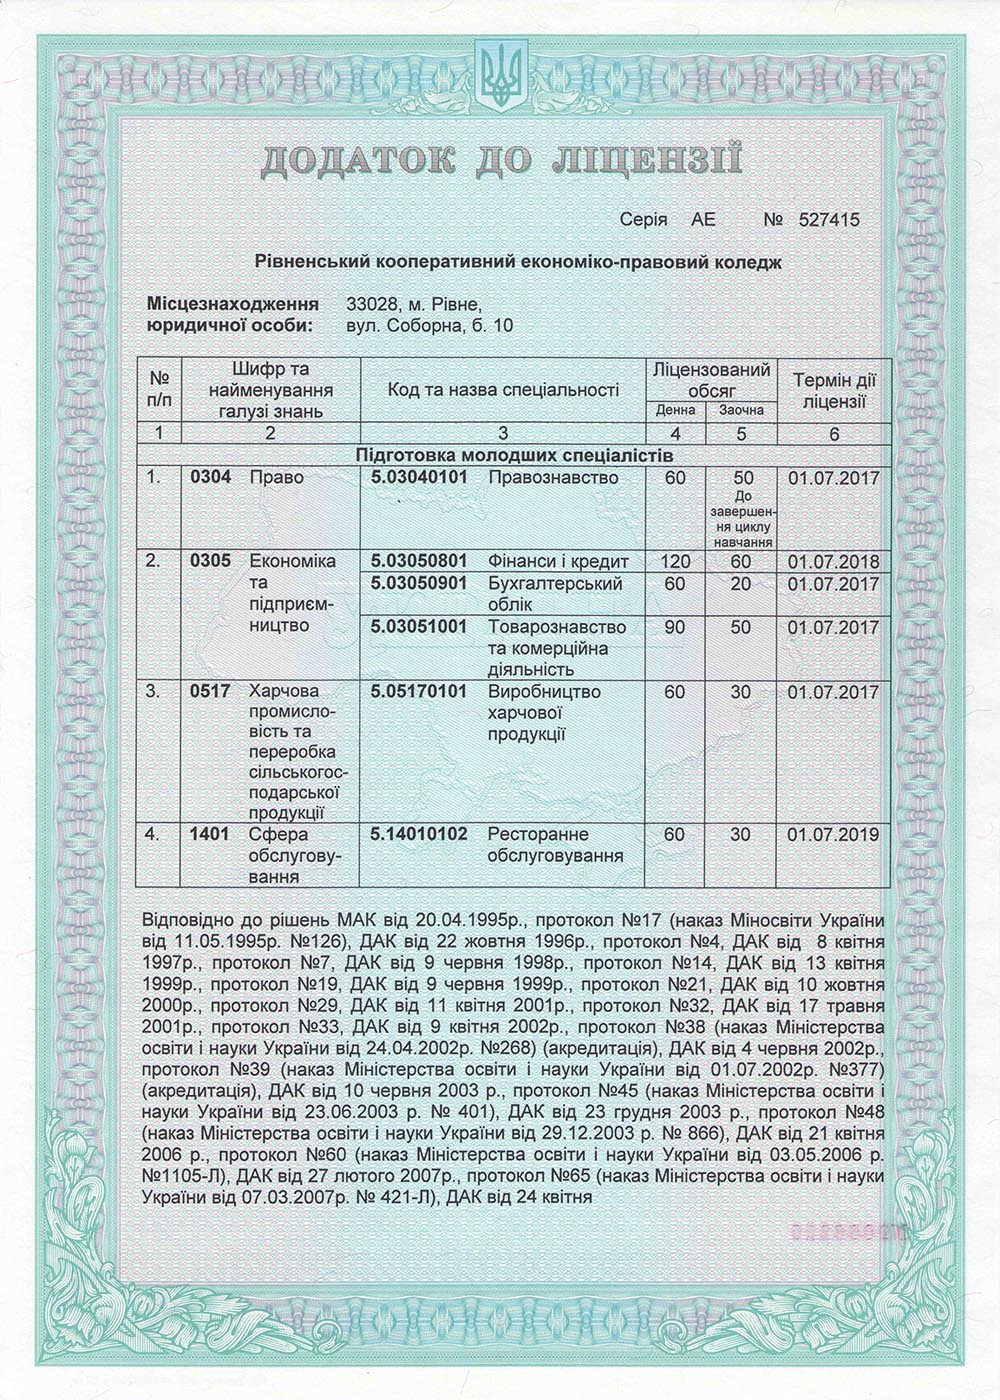 ДОДАТОК ДО ЛІЦЕНЗІЇ
Серія АЕ № 527415
Рівненський кооперативний економіко-правовий коледж
Місцезнаходження 33028, м. Рівне,
юридичної особи: вул. Соборна, б. 10
№ п/п Шифр та найменування галузі знань Код та назва спеціальності Ліцензований обсяг Термін дії ліцензії
Денна Заочна
1 2 3 4 5 6
Підготовка молодших спеціалістів
1. 0304 Право 5.03040101 Правознавство 60 50 01.07.2017
До
завершен-
ня циклу
навчання
2. 0305 Економіка 5.03050801 Фінанси і кредит 120 60 01.07.2018
та 5.03050901 Бухгалтерський 60 20 01.07.2017
підприєм- облік
ництво 5.03051001 Товарознавство 90 50 01.07.2017
та комерційна
діяльність
3. 0517 Харчова 5.05170101 Виробництво 60 30 01.07.2017
промисло- харчової
вість та продукції
переробка
сільськогос-
подарської
продукції
4. 1401 Сфера 5.14010102 Ресторанне 60 30 01.07.2019
обслугову- обслуговування
вання
Відповідно до рішень МАК від 20.04.1995р., протокол №17 (наказ Міносвіти України
від 11.05.1995р. №126), ДАК від 22 жовтня 1996р., протокол №4, ДАК від 8 квітня
1997р., протокол №7, ДАК від 9 червня 1998р., протокол №14, ДАК від 13 квітня
1999р., протокол №19, ДАК від 9 червня 1999р., протокол №21, ДАК від 10 жовтня
2000р., протокол №29, ДАК від 11 квітня 2001р., протокол №32, ДАК від 17 травня
2001р., протокол №33, ДАК від 9 квітня 2002р., протокол №38 (наказ Міністерства
освіти і науки України від 24.04.2002р. №268) (акредитація), ДАК від 4 червня 2002р.,
протокол №39 (наказ Міністерства освіти і науки України від 01.07.2002р. №377)
(акредитація), ДАК від 10 червня 2003 р., протокол №45 (наказ Міністерства освіти і
науки України від 23.06.2003 р. № 401), ДАК від 23 грудня 2003 р., протокол №48
(наказ Міністерства освіти і науки України від 29.12.2003 р. № 866), ДАК від 21 квітня
2006 р., протокол №60 (наказ Міністерства освіти і науки України від 03.05.2006 р.
№1105-Л), ДАК від 27 лютого 2007р., протокол №65 (наказ Міністерства освіти і науки
України від 07.03.2007р. № 421-Л), ДАК від 24 квітня